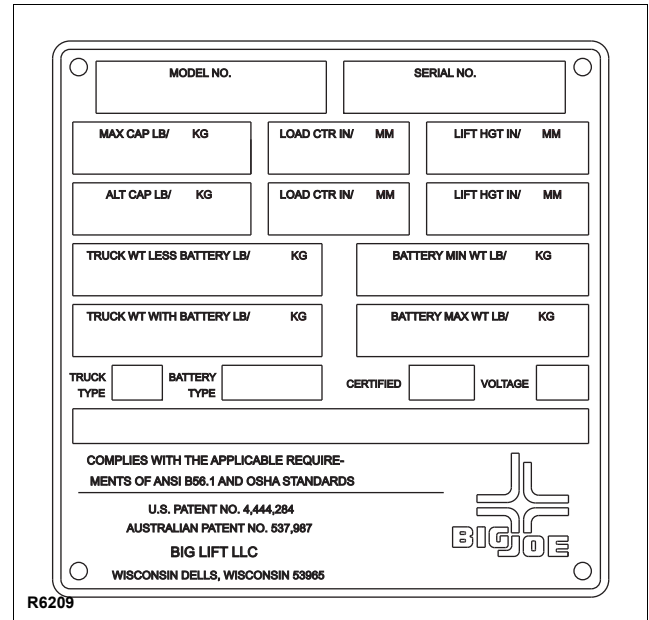 MODEL NO. SERIAL NO.
MAX CAP LB/ KG LOAD CTR IN/ MM LIFT HGT IN/ MM
ALT CAP LB/ KG LOAD CTR IN/ MM LIFT HGT IN/ MM
TRUCK WT LESS BATTERY LB/ KG BATTERY MIN WT LB/ KG
TRUCK WT WITH BATTERY LB/ KG BATTERY MAX WT LB/ KG
TRUCK TYPE BATTERY TYPE CERTIFIED VOLTAGE
COMPLIES WITH THE APPLICABLE REQUIRE-
MENTS OF ANSI B56.1 AND OSHA STANDARDS
U.S. PATENT NO. 4,444,284
AUSTRALIAN PATENT NO. 537,987
BIG LIFT LLC
WISCONSIN DELLS, WISCONSIN 53965
BIG JOE
R6209